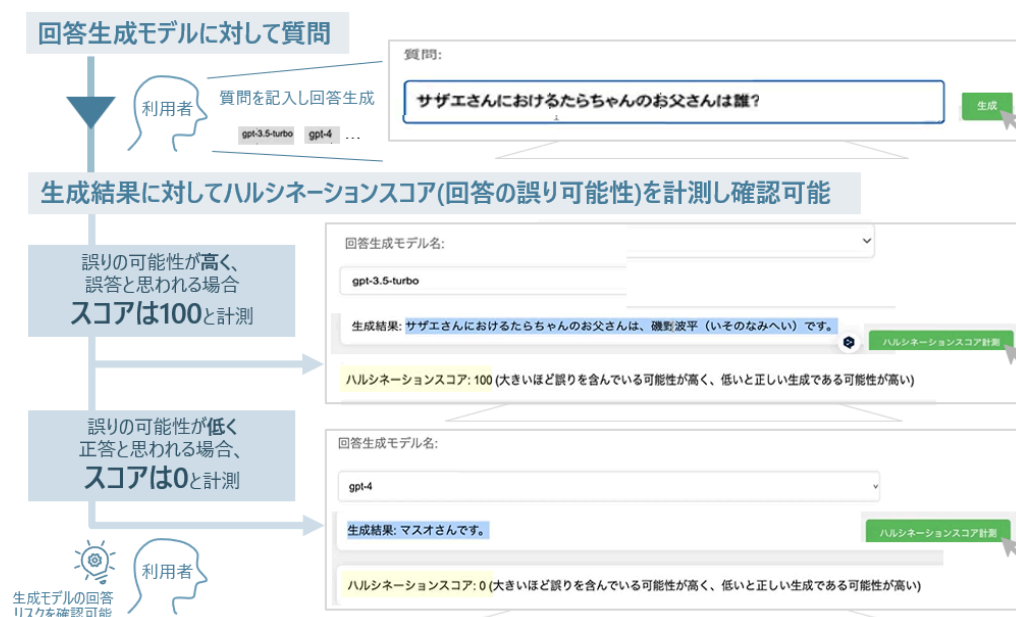 回答生成モデルに対して質問
質問:
利用者
質問を記入し回答生成
gpt-3.5-turbo gpt-4 ...
サザエさんにおけるたらちゃんのお父さんは誰?
生成
生成結果に対してハルシネーションスコア(回答の誤り可能性)を計測し確認可能
誤りの可能性が高く、
誤答と思われる場合
スコアは100と計測
回答生成モデル名:
gpt-3.5-turbo
生成結果: サザエさんにおけるたらちゃんのお父さんは、磯野波平（いそのなみへい）です。
ハルシネーションスコア計測
ハルシネーションスコア: 100 (大きいほど誤りを含んでいる可能性が高く、低いと正しい生成である可能性が高い)
誤りの可能性が低く
正答と思われる場合、
スコアは0と計測
回答生成モデル名:
gpt-4
生成結果: マスオさんです。
ハルシネーションスコア計測
ハルシネーションスコア: 0 (大きいほど誤りを含んでいる可能性が高く、低いと正しい生成である可能性が高い)
利用者
生成モデルの回答
リスクを確認可能